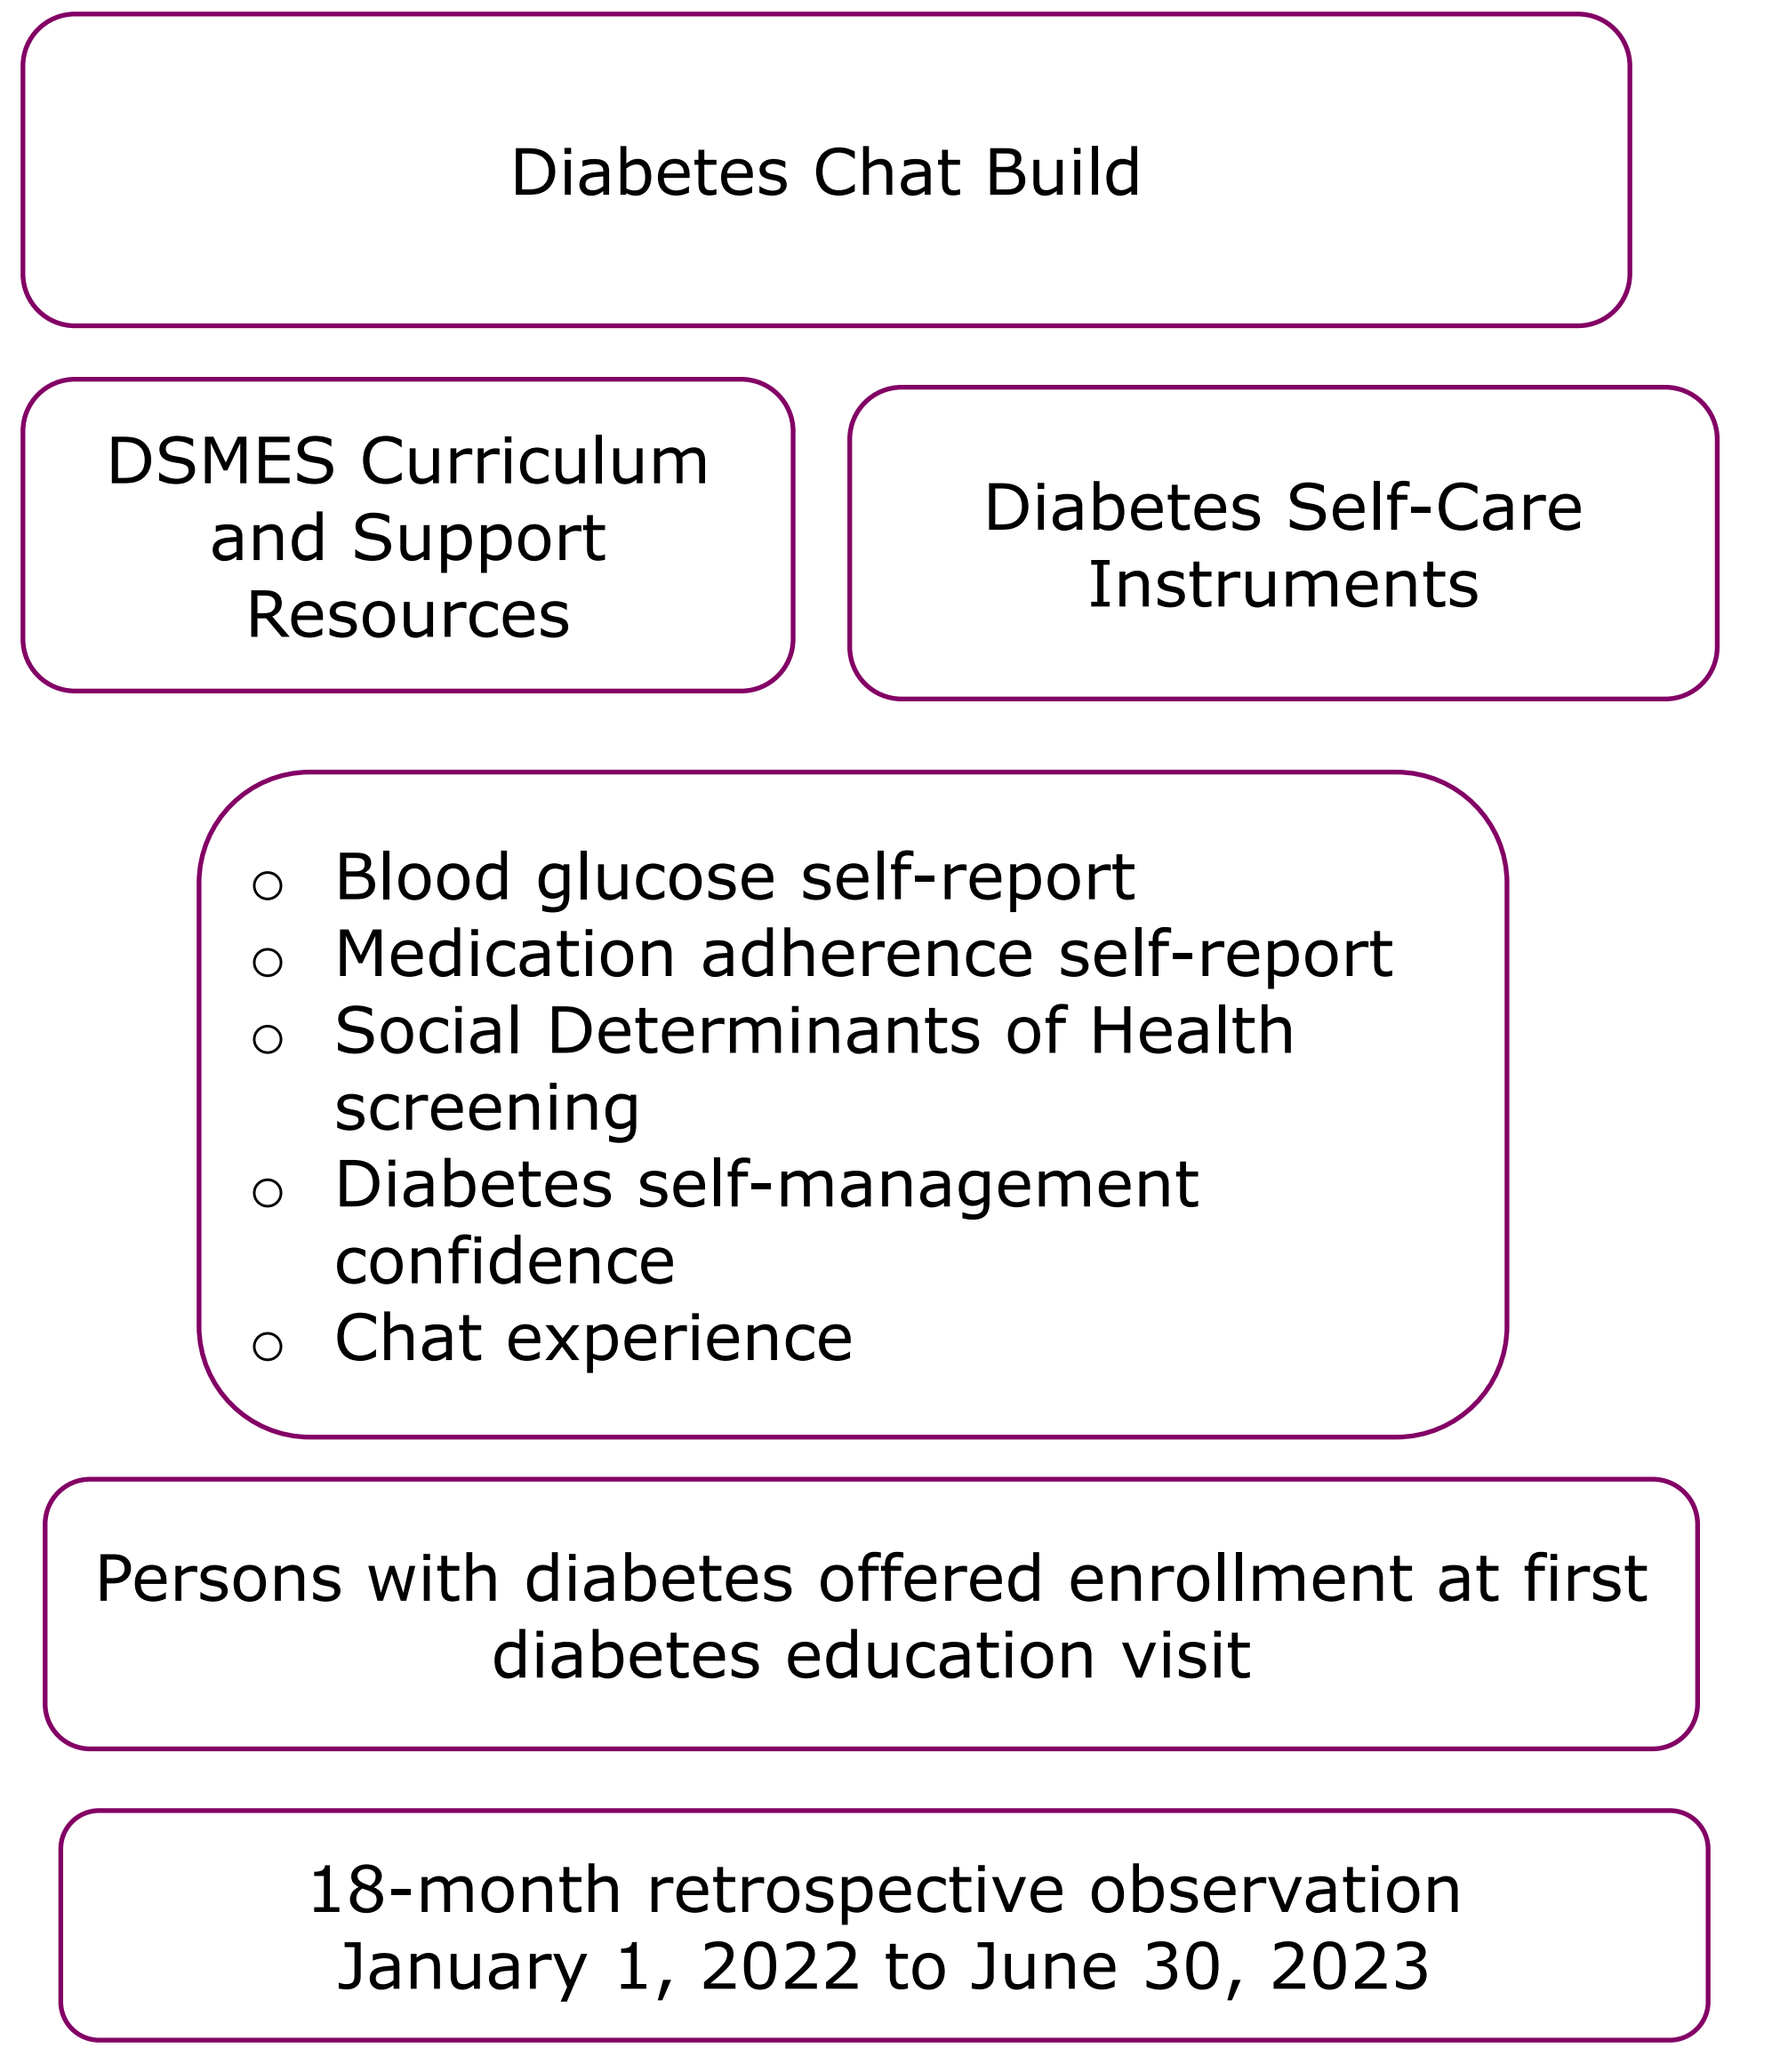 Diabetes Chat Build
DSMES Curriculum
and Support
Resources
Diabetes Self-Care
Instruments
○ Blood glucose self-report
○ Medication adherence self-report
○ Social Determinants of Health
screening
○ Diabetes self-management
confidence
○ Chat experience
Persons with diabetes offered enrollment at first
diabetes education visit
18-month retrospective observation
January 1, 2022 to June 30, 2023